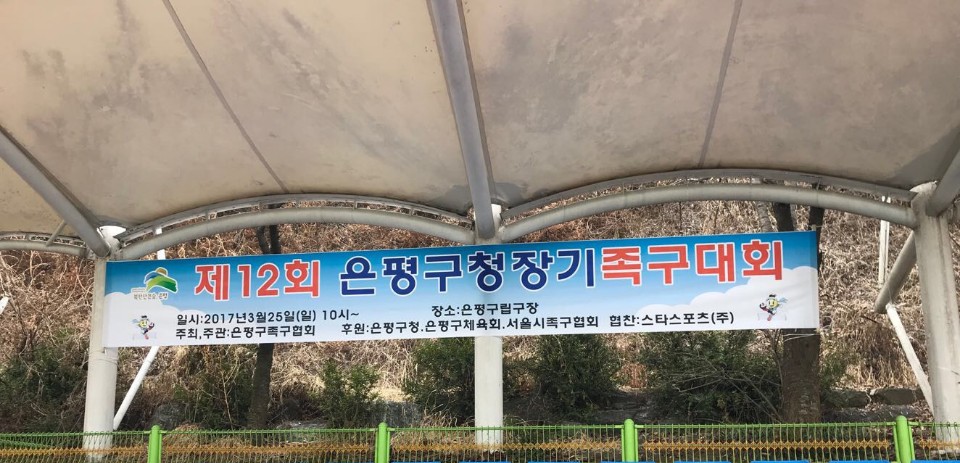 제12회 은평구청장기족구대회
일시:2017년3월25일(일) 10시~ 장소:은평구립구장
주최,주관:은평구족구협회 후원:은평구청.은평구체육회.서울시족구협회 협찬:스타스포츠(주)